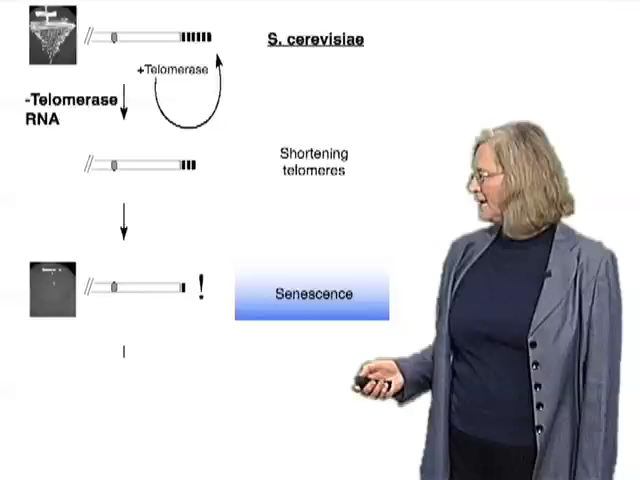 S. cerevisiae
+Telomerase
-Telomerase
RNA
Shortening
telomeres
!
Senescence